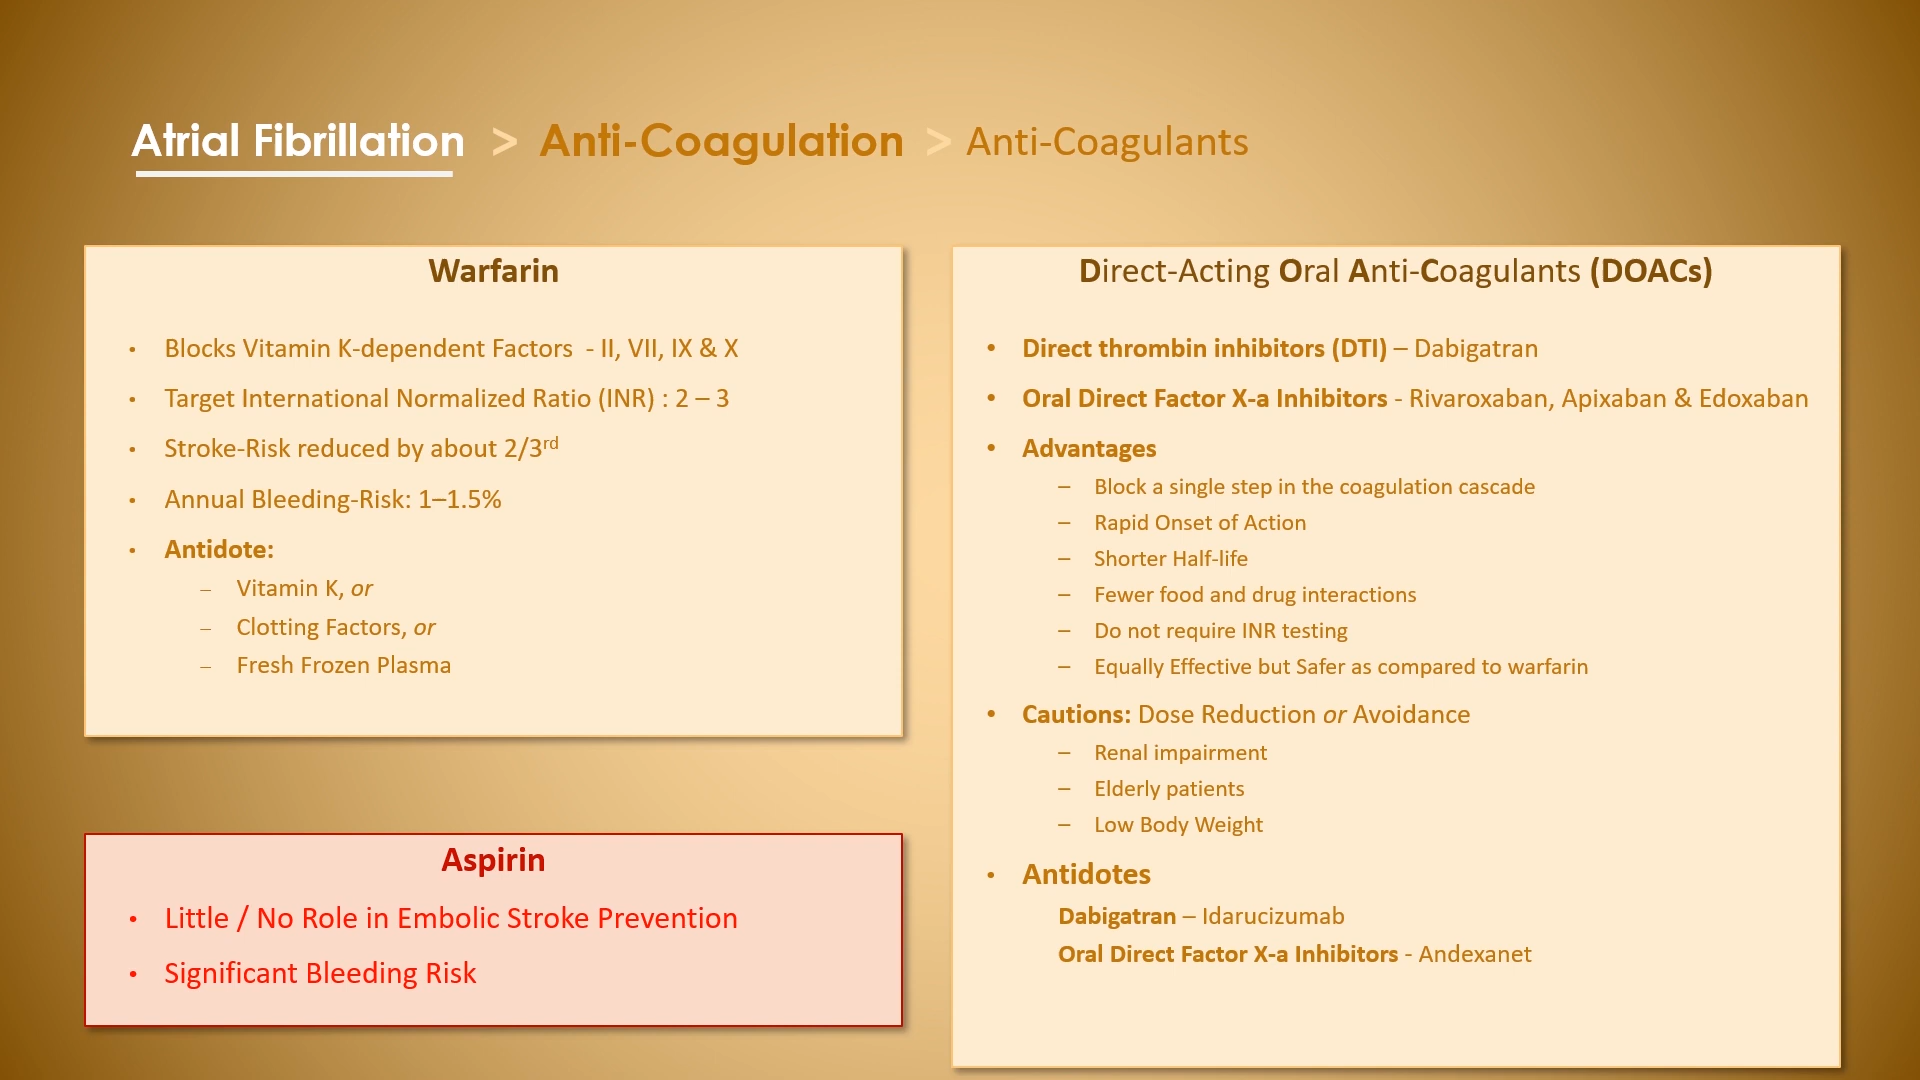 Atrial Fibrillation > Anti-Coagulation > Anti-Coagulants
Warfarin
• Blocks Vitamin K-dependent Factors - II, VII, IX & X
• Target International Normalized Ratio (INR) : 2 – 3
• Stroke-Risk reduced by about 2/3rd
• Annual Bleeding-Risk: 1–1.5%
• Antidote:
– Vitamin K, or
– Clotting Factors, or
– Fresh Frozen Plasma
Aspirin
• Little / No Role in Embolic Stroke Prevention
• Significant Bleeding Risk
Direct-Acting Oral Anti-Coagulants (DOACs)
• Direct thrombin inhibitors (DTI) – Dabigatran
• Oral Direct Factor X-a Inhibitors - Rivaroxaban, Apixaban & Edoxaban
• Advantages
– Block a single step in the coagulation cascade
– Rapid Onset of Action
– Shorter Half-life
– Fewer food and drug interactions
– Do not require INR testing
– Equally Effective but Safer as compared to warfarin
• Cautions: Dose Reduction or Avoidance
– Renal impairment
– Elderly patients
– Low Body Weight
• Antidotes
Dabigatran – Idarucizumab
Oral Direct Factor X-a Inhibitors - Andexanet